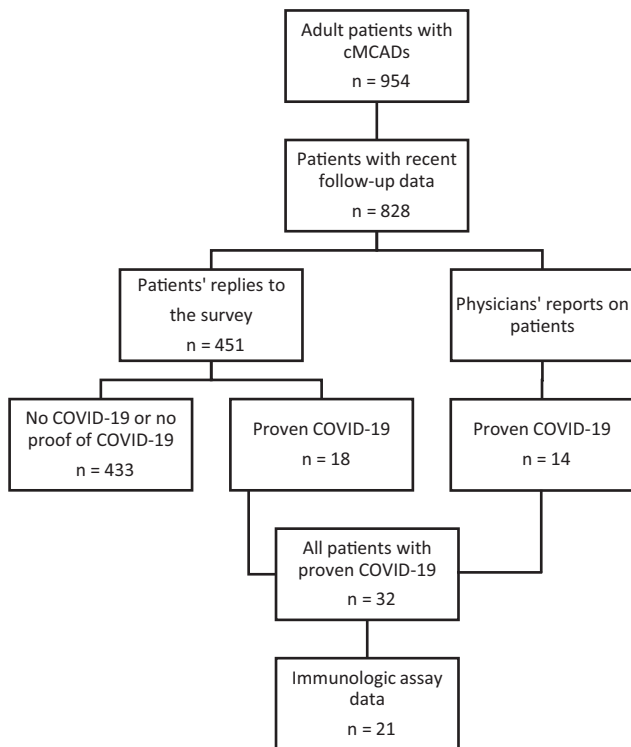 Adult patients with
cMCADs
n = 954
Patients with recent
follow-up data
n = 828
Patients' replies to
the survey
n = 451
Physicians' reports on
patients
No COVID-19 or no
proof of COVID-19
n = 433
Proven COVID-19
n = 18
Proven COVID-19
n = 14
All patients with
proven COVID-19
n = 32
Immunologic assay
data
n = 21